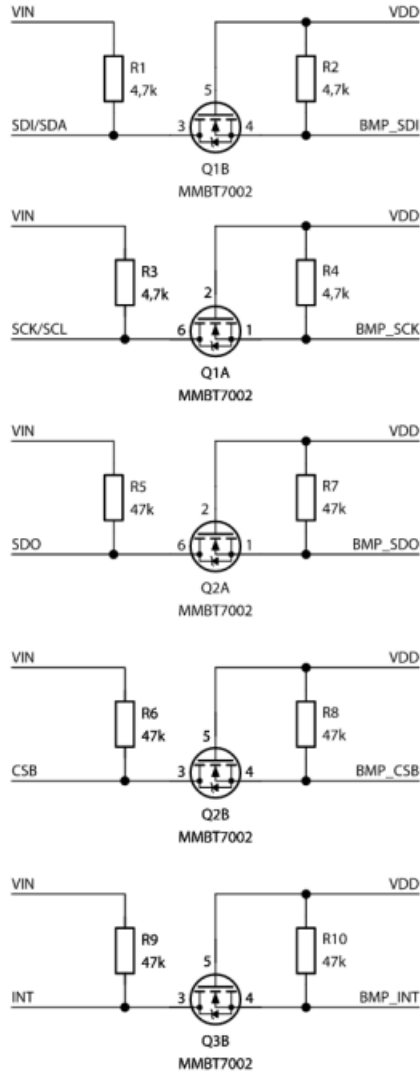 VIN VDD
R1 R2
4,7k 5 4,7k
SDI/SDA 3 4 BMP_SDI
Q1B
MMBT7002
VIN VDD
R3 R4
4,7k 2 4,7k
SCK/SCL 6 1 BMP_SCK
Q1A
MMBT7002
VIN VDD
R5 R7
47k 2 47k
SDO 6 1 BMP_SDO
Q2A
MMBT7002
VIN VDD
R6 R8
47k 5 47k
CSB 3 4 BMP_CSB
Q2B
MMBT7002
VIN VDD
R9 R10
47k 5 47k
INT 3 4 BMP_INT
Q3B
MMBT7002